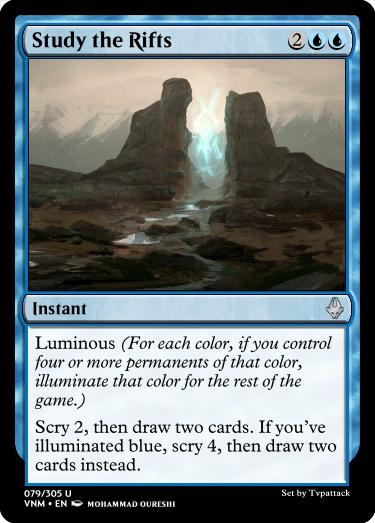 Study the Rifts 2
Instant
Luminous (For each color, if you control
four or more permanents of that color,
illuminate that color for the rest of the
game.)
Scry 2, then draw two cards. If you've
illuminated blue, scry 4, then draw two
cards instead.
079/305 U
VNM • EN MOHAMMAD QURESHI
Set by Tvpattack